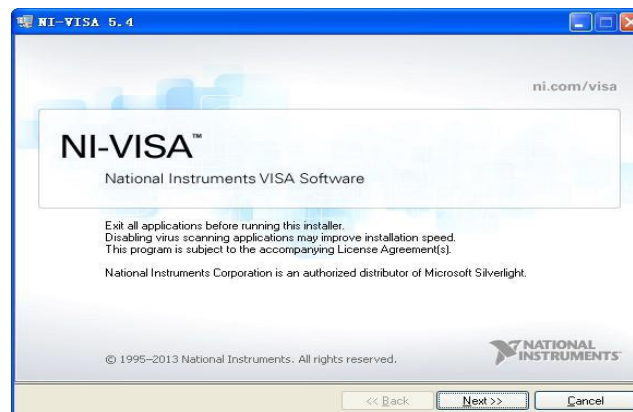 NI-VISA 5.4
ni.com/visa
NI-VISA™
National Instruments VISA Software
Exit all applications before running this installer.
Disabling virus scanning applications may improve installation speed.
This program is subject to the accompanying License Agreement(s).
National Instruments Corporation is an authorized distributor of Microsoft Silverlight.
© 1995–2013 National Instruments. All rights reserved.
NATIONAL
INSTRUMENTS
<< Back Next >> Cancel